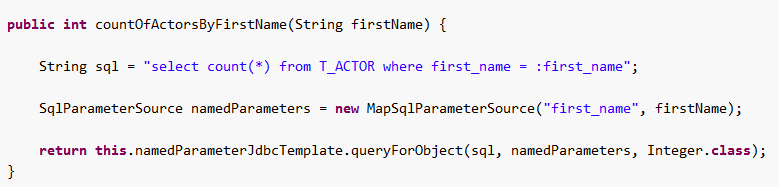 public int countOfActorsByFirstName(String firstName) {
String sql = "select count(*) from T_ACTOR where first_name = :first_name";
SqlParameterSource namedParameters = new MapSqlParameterSource("first_name", firstName);
return this.namedParameterJdbcTemplate.queryForObject(sql, namedParameters, Integer.class);
}